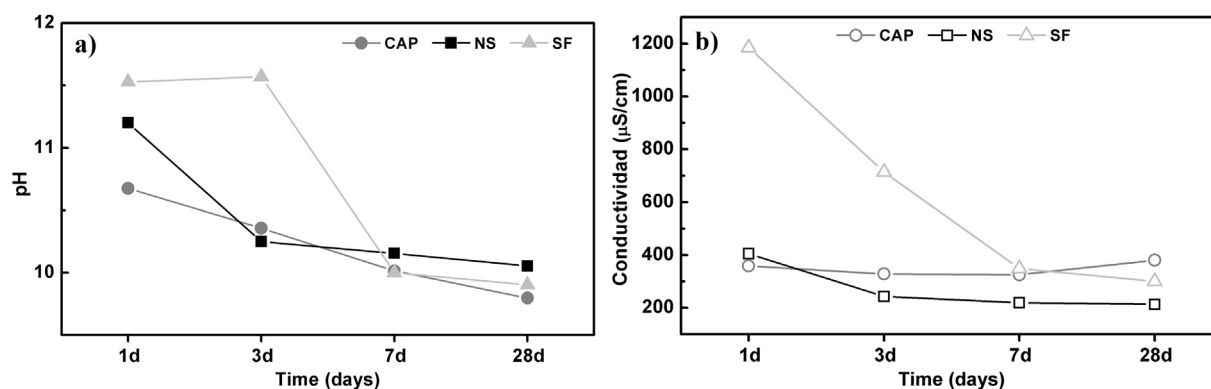 12
a)
CAP
NS
SF
11
10
pH
1d
3d
7d
28d
Time (days)
b)
CAP
NS
SF
1200
1000
800
600
400
200
Conductividad (µS/cm)
1d
3d
7d
28d
Time (days)